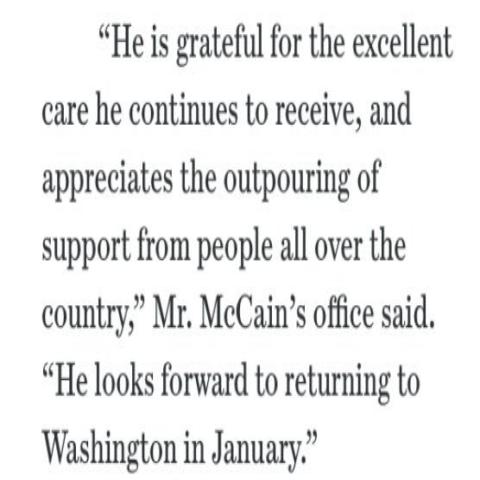 “He is grateful for the excellent
care he continues to receive, and
appreciates the outpouring of
support from people all over the
country,” Mr. McCain’s office said.
“He looks forward to returning to
Washington in January.”